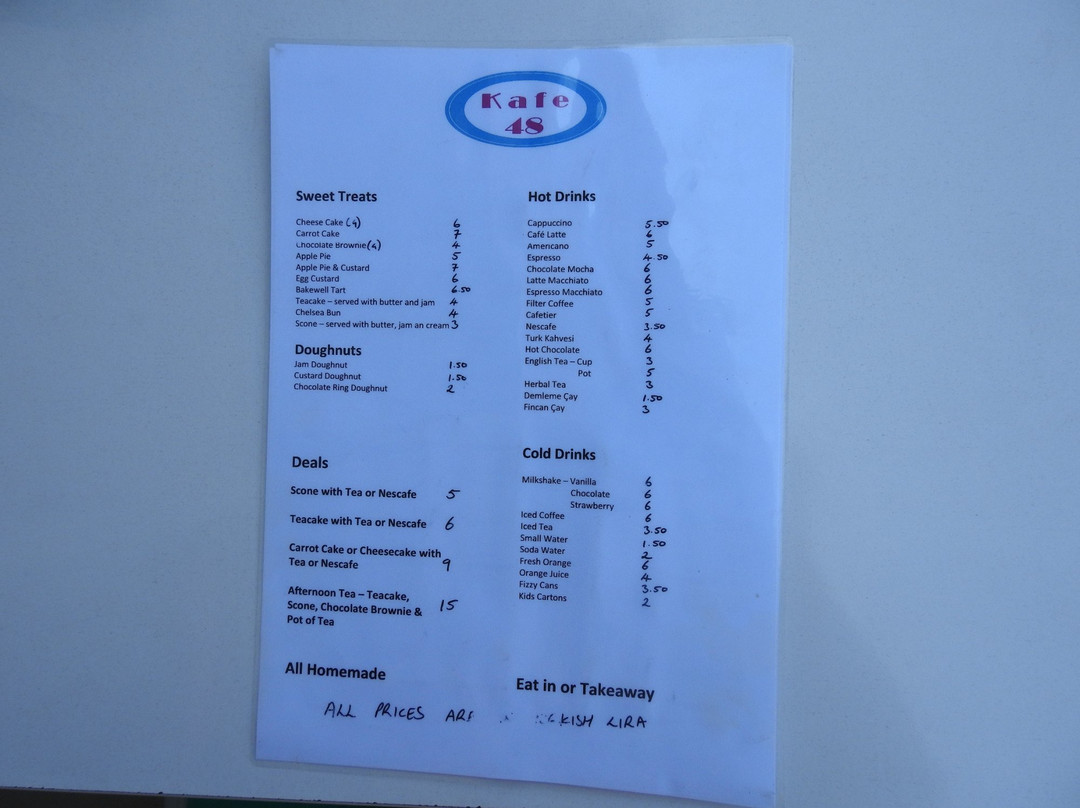 Kafe
48
Sweet Treats
Cheese Cake (g) 6
Carrot Cake 7
Chocolate Brownie (g) 4
Apple Pie 5
Apple Pie & Custard 7
Egg Custard 6
Bakewell Tart 6.50
Teacake – served with butter and jam 4
Chelsea Bun 4
Scone – served with butter, jam an cream 3
Doughnuts
Jam Doughnut 1.50
Custard Doughnut 1.50
Chocolate Ring Doughnut 2
Deals
Scone with Tea or Nescafe 5
Teacake with Tea or Nescafe 6
Carrot Cake or Cheesecake with
Tea or Nescafe 9
Afternoon Tea – Teacake,
Scone, Chocolate Brownie & 15
Pot of Tea
All Homemade
Hot Drinks
Cappuccino 5.50
Café Latte 6
Americano 5
Espresso 4.50
Chocolate Mocha 6
Latte Macchiato 6
Espresso Macchiato 6
Filter Coffee 5
Cafetier 5
Nescafe 3.50
Turk Kahvesi 4
Hot Chocolate 6
English Tea – Cup 3
Pot 5
Herbal Tea 3
Demleme Çay 1.50
Fincan Çay 3
Cold Drinks
Milkshake – Vanilla 6
Chocolate 6
Strawberry 6
Iced Coffee 6
Iced Tea 3.50
Small Water 1.50
Soda Water 2
Fresh Orange 6
Orange Juice 4
Fizzy Cans 3.50
Kids Cartons 2
Eat in or Takeaway
ALL PRICES ARE LIRA